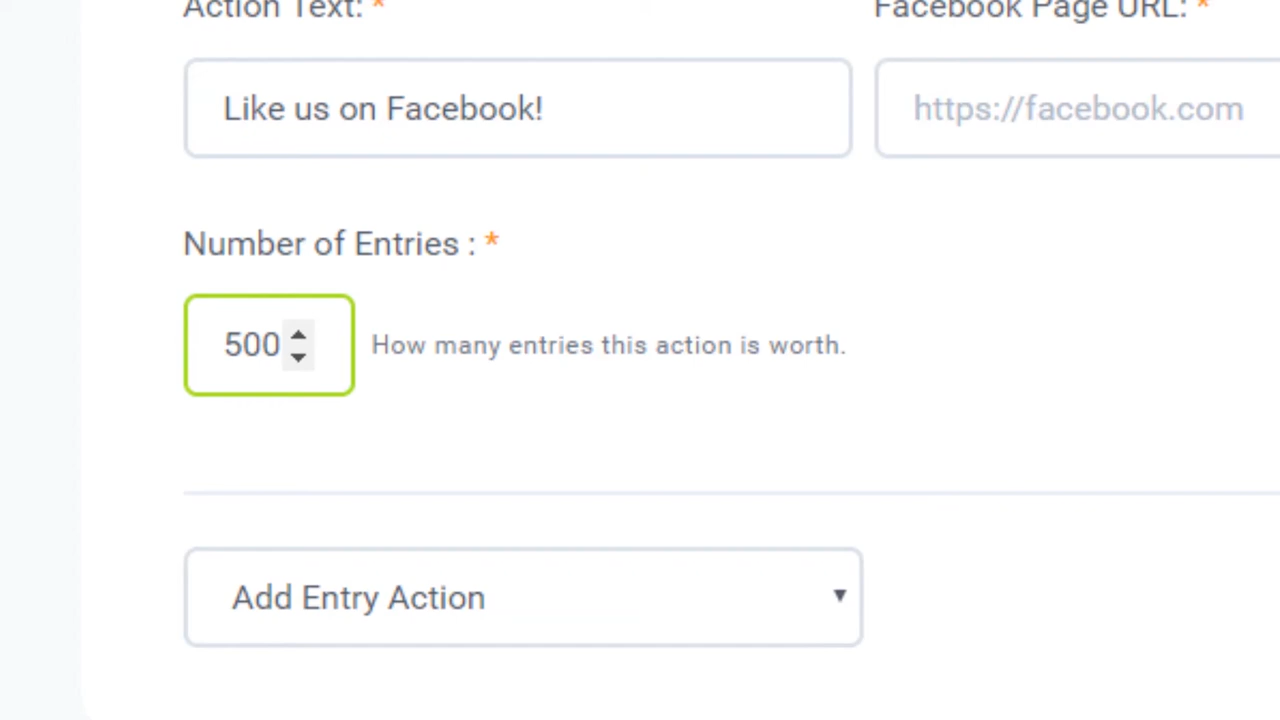 Action Text: *
Facebook Page URL: *
Like us on Facebook!
https://facebook.com
Number of Entries : *
500
How many entries this action is worth.
Add Entry Action